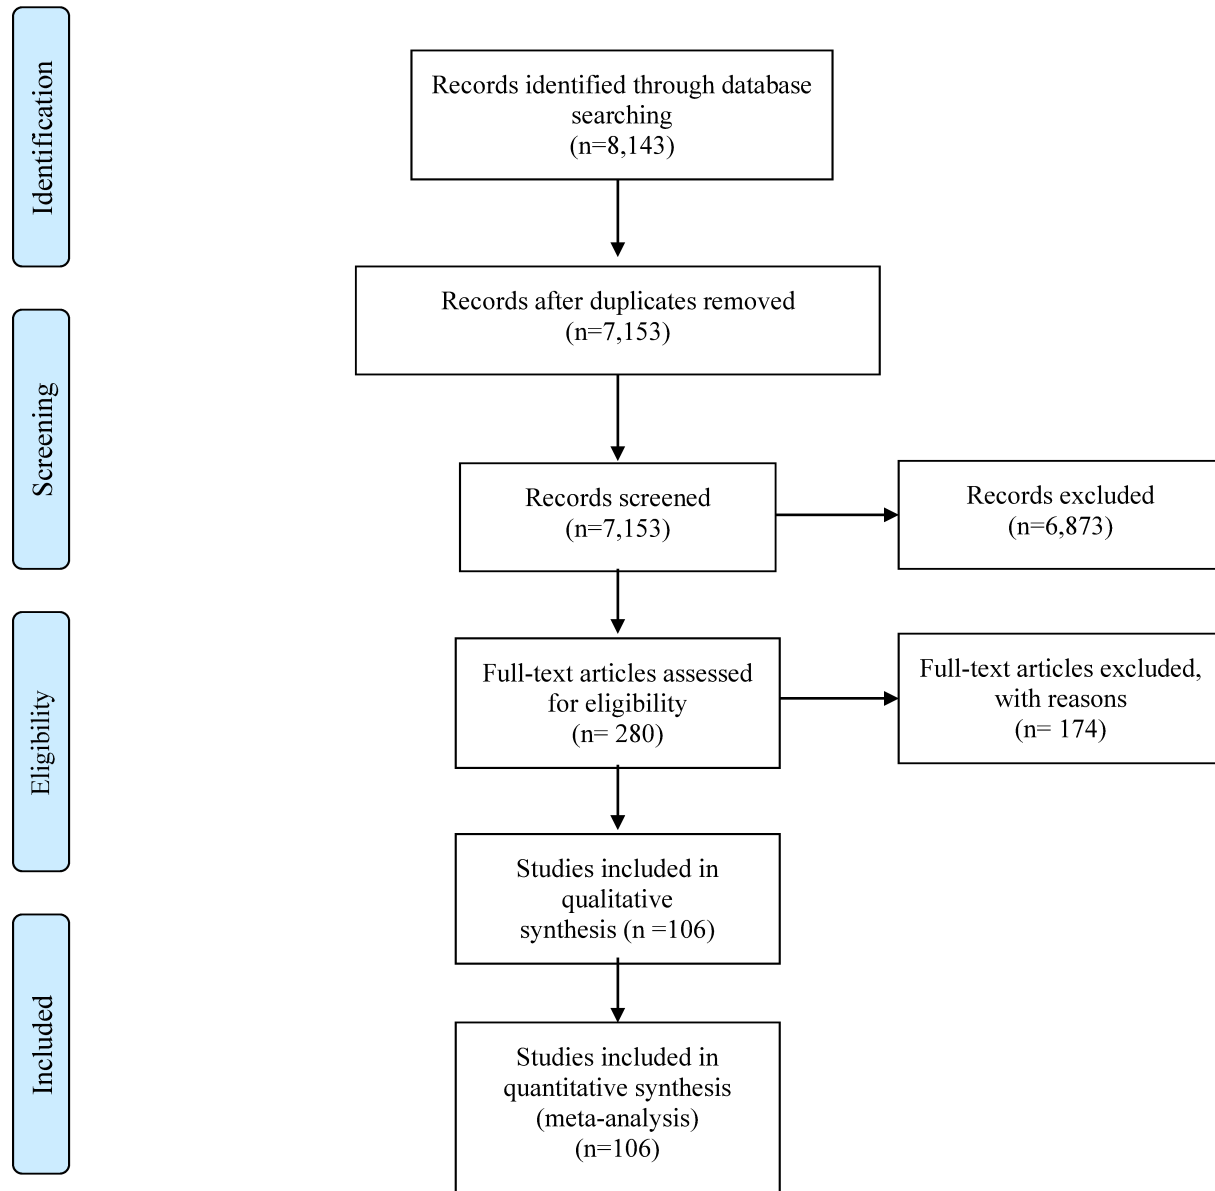 Identification
Records identified through database
searching
(n=8,143)
Records after duplicates removed
(n=7,153)
Screening
Records screened
(n=7,153)
Records excluded
(n=6,873)
Eligibility
Full-text articles assessed
for eligibility
(n= 280)
Full-text articles excluded,
with reasons
(n= 174)
Studies included in
qualitative
synthesis (n =106)
Included
Studies included in
quantitative synthesis
(meta-analysis)
(n=106)